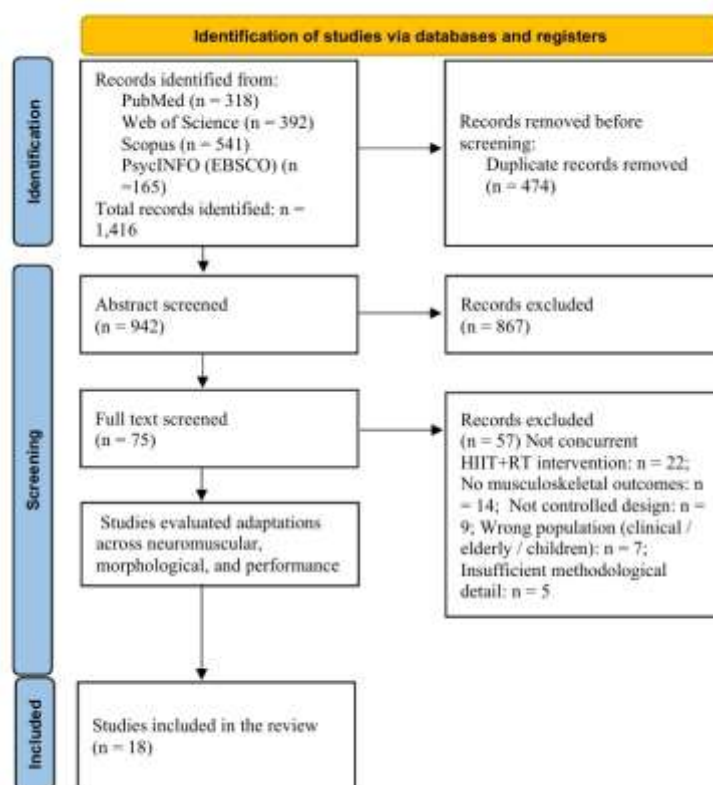 Identification of studies via databases and registers
Identification
Records identified from:
PubMed (n = 318)
Web of Science (n = 392)
Scopus (n = 541)
PsycINFO (EBSCO) (n
=165)
Total records identified: n =
1,416
Records removed before
screening:
Duplicate records removed
(n = 474)
Screening
Abstract screened
(n = 942)
Records excluded
(n = 867)
Full text screened
(n = 75)
Records excluded
(n = 57) Not concurrent
HIIT+RT intervention: n = 22;
No musculoskeletal outcomes: n
= 14; Not controlled design: n =
9; Wrong population (clinical /
elderly / children): n = 7;
Insufficient methodological
detail: n = 5
Studies evaluated adaptations
across neuromuscular,
morphological, and performance
Included
Studies included in the review
(n = 18)